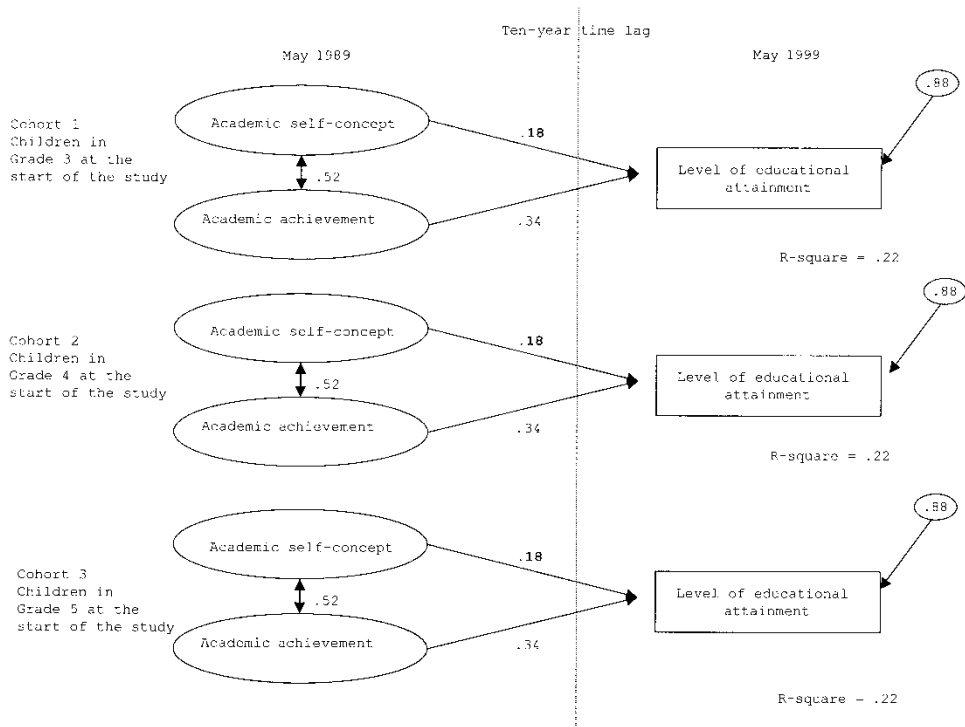 Ten-year time lag
May 1989
May 1999
.88
Cohort 1
Children in
Grade 3 at the
start of the study
Academic self-concept
.18
.52
Level of educational
attainment
Academic achievement
.34
R-square = .22
.88
Cohort 2
Children in
Grade 4 at the
start of the study
Academic self-concept
.18
.52
Level of educational
attainment
Academic achievement
.34
R-square = .22
.88
Cohort 3
Children in
Grade 5 at the
start of the study
Academic self-concept
.18
.52
Level of educational
attainment
Academic achievement
.34
R-square = .22